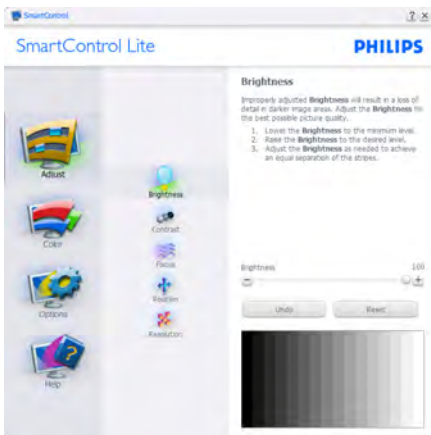 SmartControl
SmartControl Lite
PHILIPS
Adjust
Color
Options
Help
Brightness
Contrast
Focus
Position
Resolution
Brightness
Improperly adjusted Brightness will result in a loss of
detail in darker image areas. Adjust the Brightness for
the best possible picture quality.
1. Lower the Brightness to the minimum level.
2. Raise the Brightness to the desired level.
3. Adjust the Brightness as needed to achieve
an equal separation of the stripes.
Brightness 100
Undo Reset